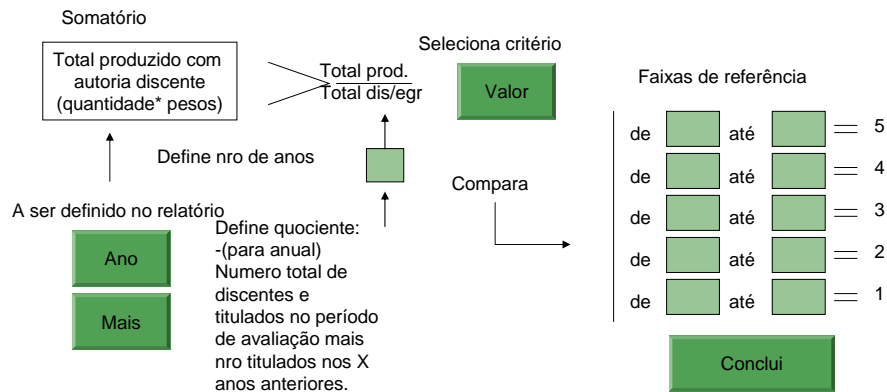 Somatório
Total produzido com
autoria discente
(quantidade* pesos)
Total prod.
Total dis/egr
Seleciona critério
Valor
Define nro de anos
A ser definido no relatório
Ano
Mais
Define quociente:
-(para anual)
Numero total de
discentes e
titulados no período
de avaliação mais
nro titulados nos X
anos anteriores.
Compara
Faixas de referência
de até 5
de até 4
de até 3
de até 2
de até 1
Conclui